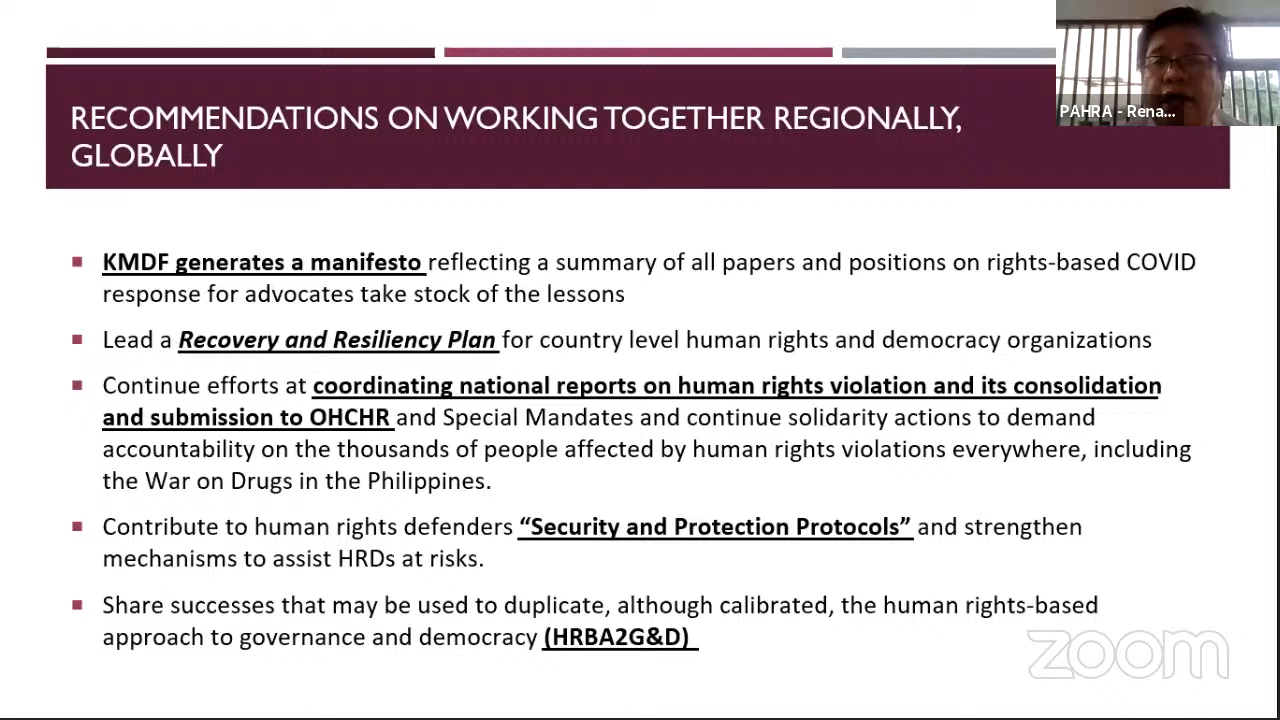 RECOMMENDATIONS ON WORKING TOGETHER REGIONALLY,
GLOBALLY
PAHRA - Rena...
KMDF generates a manifesto reflecting a summary of all papers and positions on rights-based COVID
response for advocates take stock of the lessons
Lead a Recovery and Resiliency Plan for country level human rights and democracy organizations
Continue efforts at coordinating national reports on human rights violation and its consolidation
and submission to OHCHR and Special Mandates and continue solidarity actions to demand
accountability on the thousands of people affected by human rights violations everywhere, including
the War on Drugs in the Philippines.
Contribute to human rights defenders “Security and Protection Protocols” and strengthen
mechanisms to assist HRDs at risks.
Share successes that may be used to duplicate, although calibrated, the human rights-based
approach to governance and democracy (HRBA2G&D)
zoom